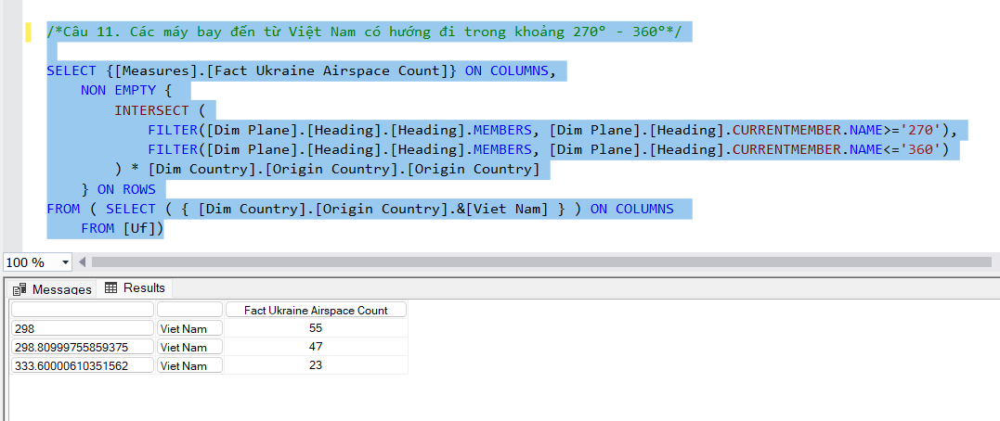 /*Câu 11. Các máy bay đến từ Việt Nam có hướng đi trong khoảng 270° - 360°*/
SELECT {[Measures].[Fact Ukraine Airspace Count]} ON COLUMNS,
NON EMPTY {
INTERSECT (
FILTER([Dim Plane].[Heading].[Heading].MEMBERS, [Dim Plane].[Heading].CURRENTMEMBER.NAME>='270'),
FILTER([Dim Plane].[Heading].[Heading].MEMBERS, [Dim Plane].[Heading].CURRENTMEMBER.NAME<='360')
) * [Dim Country].[Origin Country].[Origin Country]
} ON ROWS
FROM ( SELECT ( { [Dim Country].[Origin Country].&[Viet Nam] } ) ON COLUMNS
FROM [Uf])
100 %
Messages Results
Fact Ukraine Airspace Count
298 Viet Nam 55
298.80999755859375 Viet Nam 47
333.60000610351562 Viet Nam 23